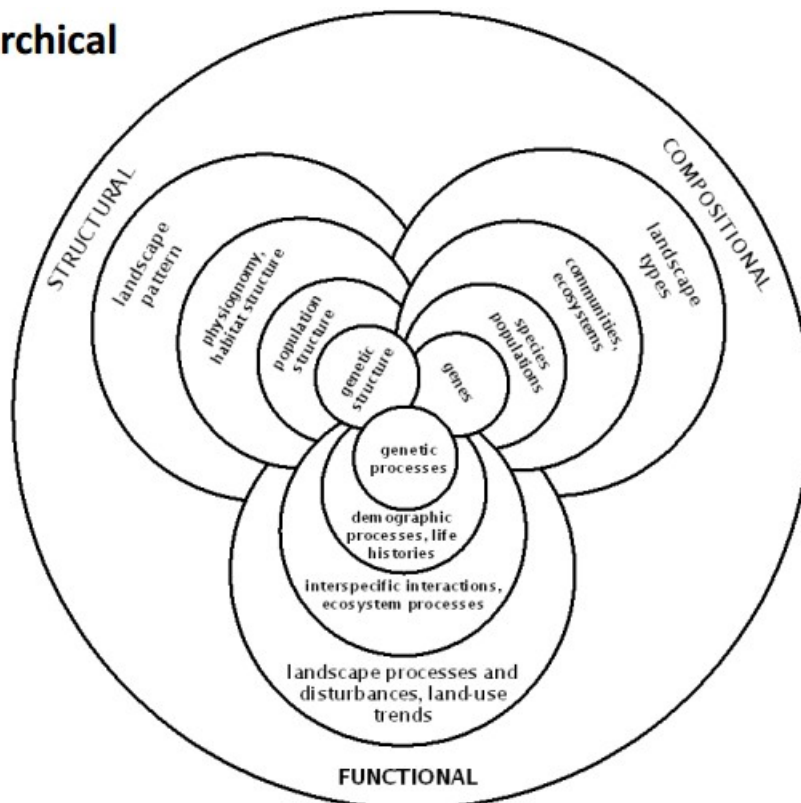 rchical
STRUCTURAL
landscape
pattern
physiognomy,
habitat structure
population
structure
genetic
structure
COMPOSITIONAL
landscape
types
communities,
ecosystems
species
populations
genes
genetic
processes
demographic
processes, life
histories
interspecific interactions,
ecosystem processes
landscape processes and
disturbances, land-use
trends
FUNCTIONAL